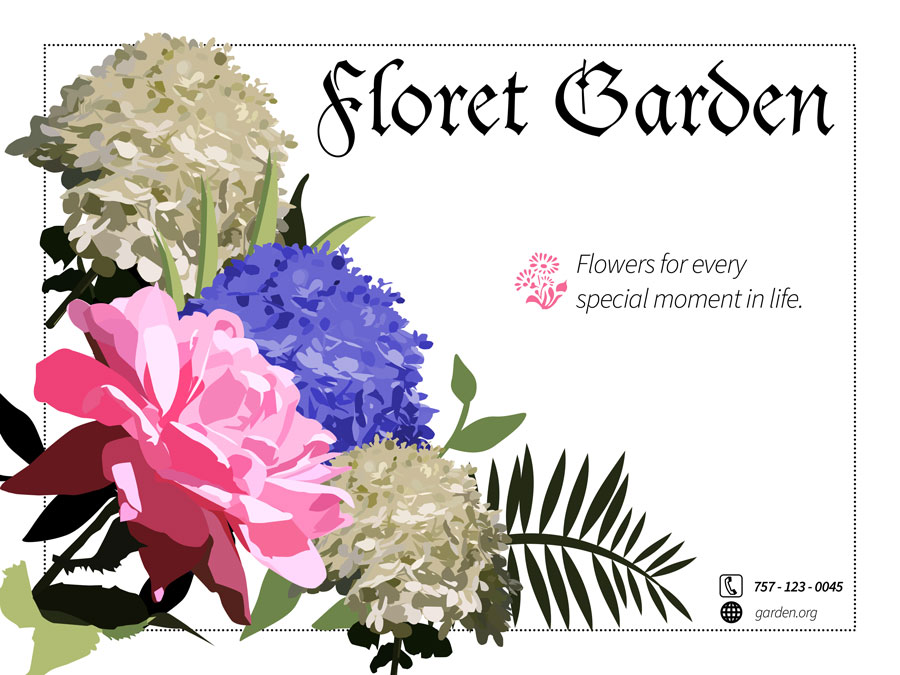 Floret Garden
Flowers for every
special moment in life.
757 - 123 - 0045
garden.org